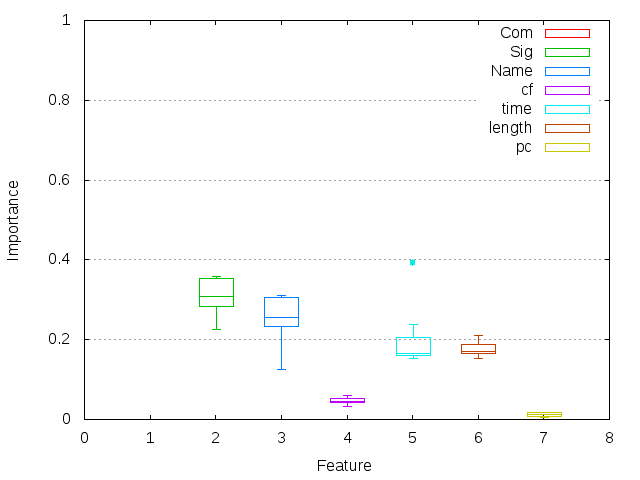 1
0.8
0.6
0.4
0.2
0
Importance
0 1 2 3 4 5 6 7 8
Feature
Com
Sig
Name
cf
time
length
pc